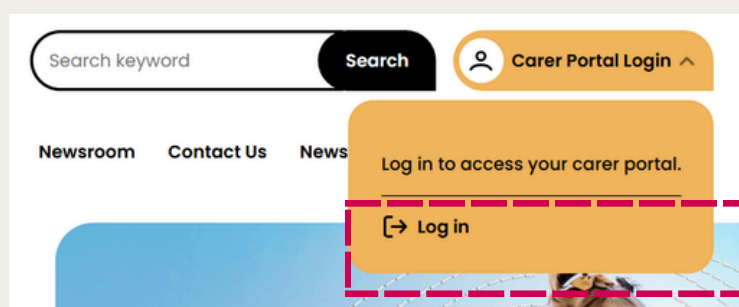 Search keyword
Search
Carer Portal Login
Newsroom
Contact Us
News
Log in to access your carer portal.
Log in